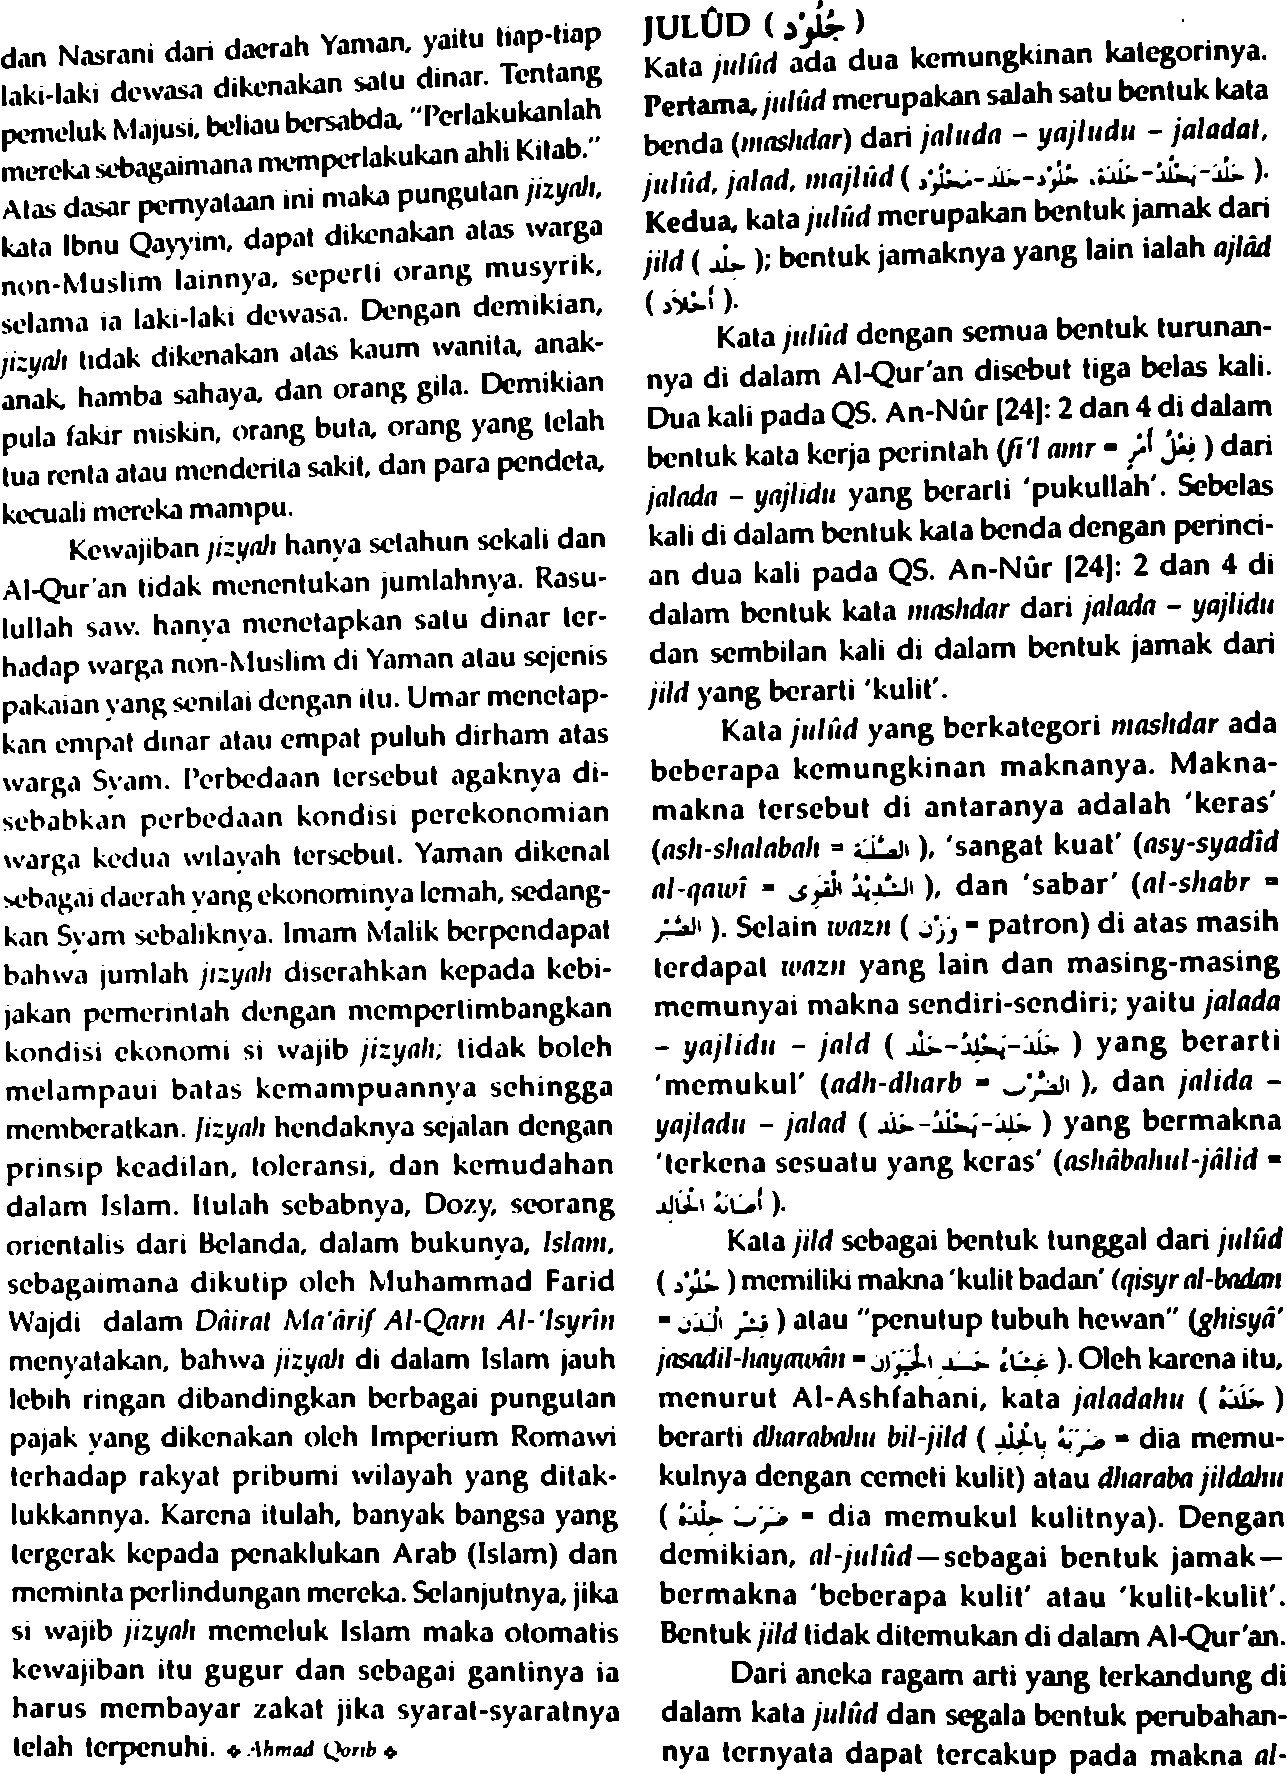 dan Nasrani dari daerah Yaman, yaitu tiap-tiap
laki-laki dewasa dikenakan satu dinar. Tentang
pemeluk Majusi, beliau bersabda, "Perlakukanlah
mereka sebagaimana memperlakukan ahli Kitab."
Atas dasar pernyataan ini maka pungutan jizyah,
kata Ibnu Qayyim, dapat dikenakan atas warga
non-Muslim lainnya, seperti orang musyrik,
selama ia laki-laki dewasa. Dengan demikian,
jizyah tidak dikenakan atas kaum wanita, anak-
anak, hamba sahaya, dan orang gila. Demikian
pula fakir miskin, orang buta, orang yang telah
tua renta atau menderita sakit, dan para pendeta,
kecuali mereka mampu.
Kewajiban jizyah hanya setahun sekali dan
Al-Qur'an tidak menentukan jumlahnya. Rasu-
lullah saw. hanya menetapkan satu dinar ter-
hadap warga non-Muslim di Yaman atau sejenis
pakaian yang senilai dengan itu. Umar menetap-
kan empat dinar atau empat puluh dirham atas
warga Syam. Perbedaan tersebut agaknya di-
sebabkan perbedaan kondisi perekonomian
warga kedua wilayah tersebut. Yaman dikenal
sebagai daerah yang ekonominya lemah, sedang-
kan Syam sebaliknya. Imam Malik berpendapat
bahwa jumlah jizyah diserahkan kepada kebi-
jakan pemerintah dengan mempertimbangkan
kondisi ekonomi si wajib jizyah; tidak boleh
melampaui batas kemampuannya sehingga
memberatkan. Jizyah hendaknya sejalan dengan
prinsip keadilan, toleransi, dan kemudahan
dalam Islam. Itulah sebabnya, Dozy, seorang
orientalis dari Belanda, dalam bukunya, Islam,
sebagaimana dikutip oleh Muhammad Farid
Wajdi dalam Dâirat Ma'ârif Al-Qarn Al-'Isyrîn
menyatakan, bahwa jizyah di dalam Islam jauh
lebih ringan dibandingkan berbagai pungutan
pajak yang dikenakan oleh Imperium Romawi
terhadap rakyat pribumi wilayah yang ditak-
lukkannya. Karena itulah, banyak bangsa yang
tergerak kepada penaklukan Arab (Islam) dan
meminta perlindungan mereka. Selanjutnya, jika
si wajib jizyah memeluk Islam maka otomatis
kewajiban itu gugur dan sebagai gantinya ia
harus membayar zakat jika syarat-syaratnya
telah terpenuhi. ❖ Ahmad Qorib ❖
JULÛD ( جُلُوْد )
Kata julûd ada dua kemungkinan kategorinya.
Pertama, julûd merupakan salah satu bentuk kata
benda (mashdar) dari jaluda – yajludu – jaladat,
julûd, jalad, majlûd ( جَلُدَ-يَجْلُدُ-جَلَدَة، جُلُوْد-جَلَد-مَجْلُوْد ).
Kedua, kata julûd merupakan bentuk jamak dari
jild ( جِلْد ); bentuk jamaknya yang lain ialah ajlâd
( أَجْلَاد ).
Kata julûd dengan semua bentuk turunan-
nya di dalam Al-Qur'an disebut tiga belas kali.
Dua kali pada QS. An-Nûr [24]: 2 dan 4 di dalam
bentuk kata kerja perintah (fi'l amr = فِعْلُ أَمْر ) dari
jalada – yajlidu yang berarti 'pukullah'. Sebelas
kali di dalam bentuk kata benda dengan perinci-
an dua kali pada QS. An-Nûr [24]: 2 dan 4 di
dalam bentuk kata mashdar dari jalada – yajlidu
dan sembilan kali di dalam bentuk jamak dari
jild yang berarti 'kulit'.
Kata julûd yang berkategori mashdar ada
beberapa kemungkinan maknanya. Makna-
makna tersebut di antaranya adalah 'keras'
(ash-shalabah = الصَّلَبَة ), 'sangat kuat' (asy-syadîd
al-qawî = الشَّدِيْدُ الْقَوِى ), dan 'sabar' (al-shabr =
الصَّبْر ). Selain wazn ( وَزْن = patron) di atas masih
terdapat wazn yang lain dan masing-masing
memunyai makna sendiri-sendiri; yaitu jalada
– yajlidu – jald ( جَلَدَ-يَجْلِدُ-جَلْد ) yang berarti
'memukul' (adh-dharb = الضَّرْب ), dan jalida –
yajladu – jalad ( جَلِدَ-يَجْلَدُ-جَلَد ) yang bermakna
'terkena sesuatu yang keras' (ashâbahul-jâlid =
أَصَابَهُ الْجَالِد ).
Kata jild sebagai bentuk tunggal dari julûd
( جُلُوْد ) memiliki makna 'kulit badan' (qisyr al-badan
= قِشْر الْبَدَن ) atau "penutup tubuh hewan" (ghisyâ'
jasadil-hayawân = غِشَاءُ جَسَدِ الْحَيَوَان ). Oleh karena itu,
menurut Al-Ashfahani, kata jaladahu ( جَلَدَهُ )
berarti dharabahu bil-jild ( ضَرَبَهُ بِالْجِلْدِ = dia memu-
kulnya dengan cemeti kulit) atau dharaba jildahu
( ضَرَبَ جِلْدَهُ = dia memukul kulitnya). Dengan
demikian, al-julûd—sebagai bentuk jamak—
bermakna 'beberapa kulit' atau 'kulit-kulit'.
Bentuk jild tidak ditemukan di dalam Al-Qur'an.
Dari aneka ragam arti yang terkandung di
dalam kata julûd dan segala bentuk perubahan-
nya ternyata dapat tercakup pada makna al-